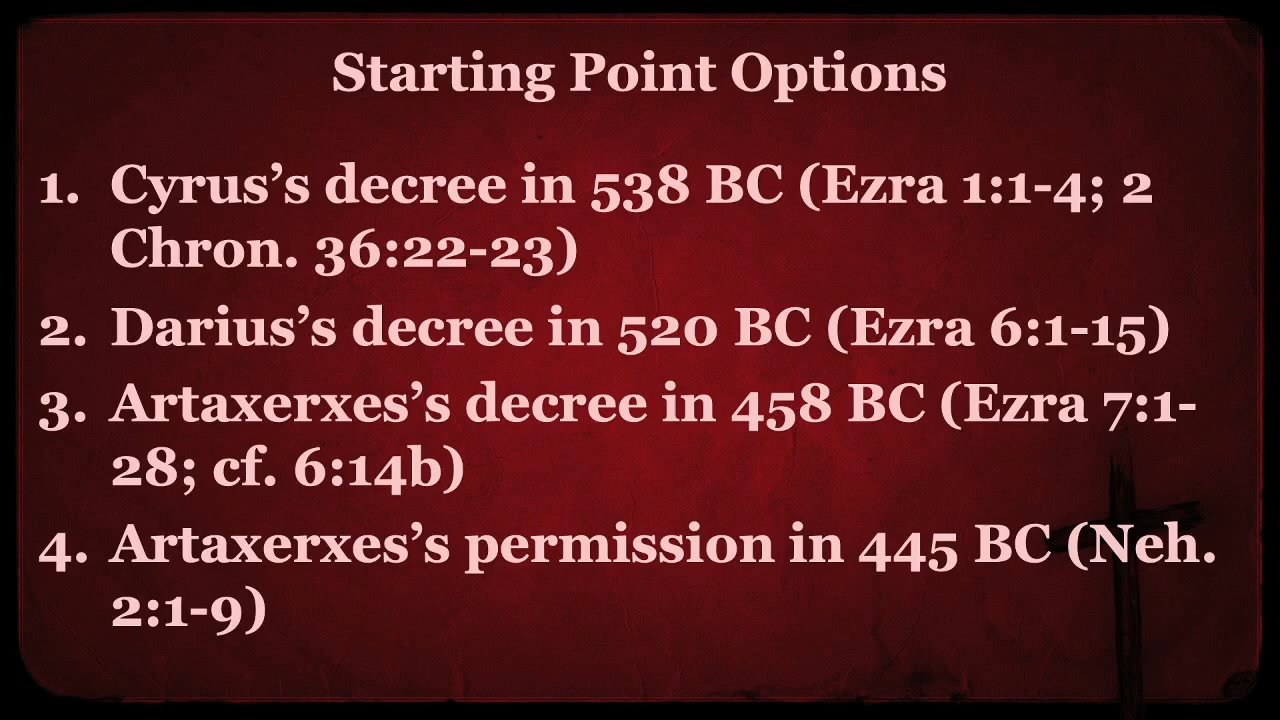 Starting Point Options
1. Cyrus’s decree in 538 BC (Ezra 1:1-4; 2
Chron. 36:22-23)
2. Darius’s decree in 520 BC (Ezra 6:1-15)
3. Artaxerxes’s decree in 458 BC (Ezra 7:1-
28; cf. 6:14b)
4. Artaxerxes’s permission in 445 BC (Neh.
2:1-9)